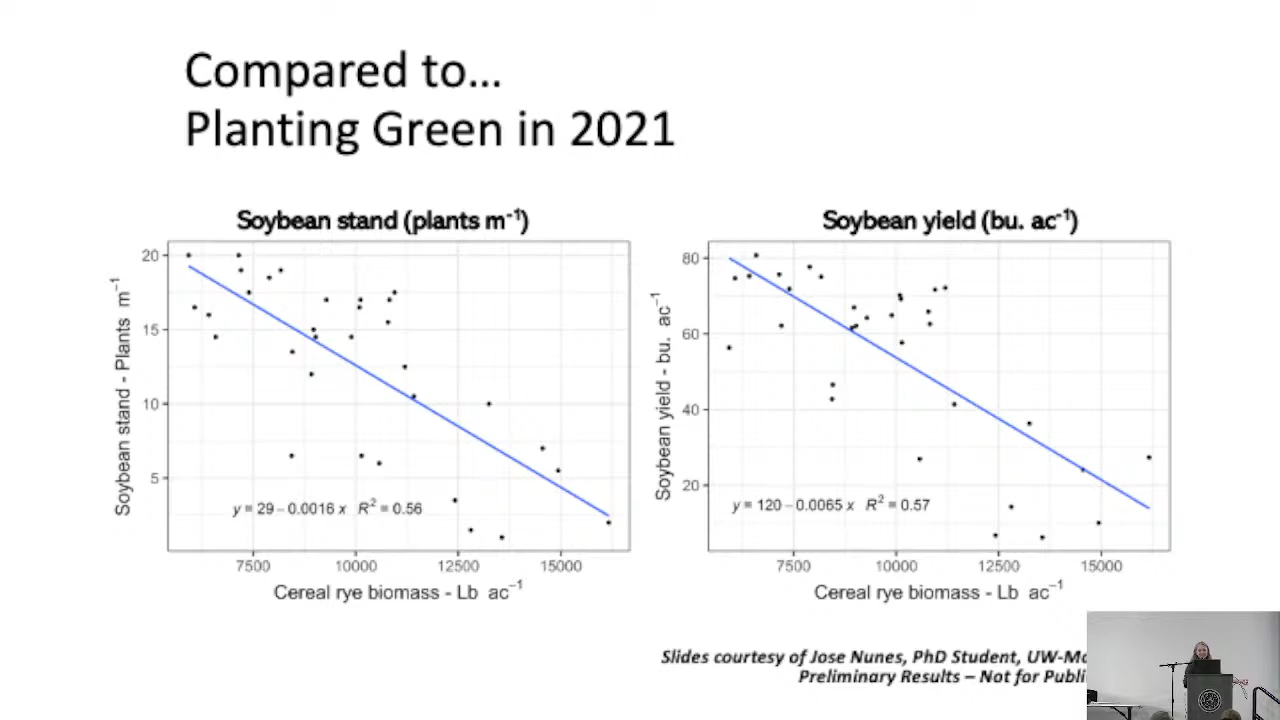 Compared to...
Planting Green in 2021
Soybean stand (plants m⁻¹)
Soybean stand - Plants m⁻¹
20
15
10
5
y = 29 – 0.0016 x R² = 0.56
7500 10000 12500 15000
Cereal rye biomass - Lb ac⁻¹
Soybean yield (bu. ac⁻¹)
Soybean yield - bu. ac⁻¹
80
60
40
20
y = 120 – 0.0065 x R² = 0.57
7500 10000 12500 15000
Cereal rye biomass - Lb ac⁻¹
Slides courtesy of Jose Nunes, PhD Student,
Preliminary Results – Not for